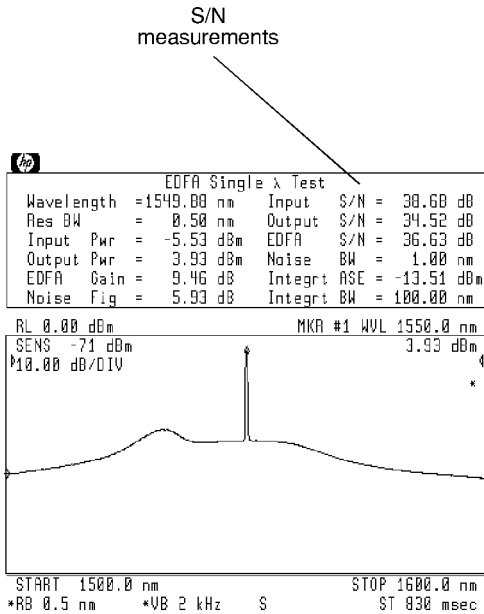 S/N
measurements
hp
EDFA Single λ Test
Wavelength =1549.88 nm Input S/N = 38.68 dB
Res BW = 0.50 nm Output S/N = 34.52 dB
Input Pwr = -5.53 dBm EDFA S/N = 36.63 dB
Output Pwr = 3.93 dBm Noise BW = 1.00 nm
EDFA Gain = 9.46 dB Integrt ASE = -13.51 dBm
Noise Fig = 5.93 dB Integrt BW = 100.00 nm
RL 0.00 dBm MKR #1 WVL 1550.0 nm
SENS -71 dBm 3.93 dBm
10.00 dB/DIV
*
START 1500.0 nm STOP 1600.0 nm
*RB 0.5 nm *VB 2 kHz S ST 830 msec